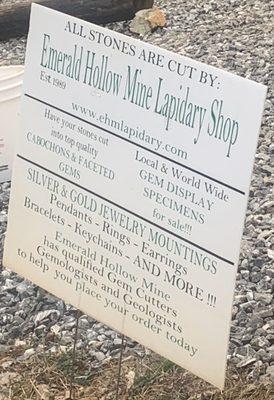 ALL STONES ARE CUT BY:
Emerald Hollow Mine Lapidary Shop
Est. 1989
www.ehmlapidary.com
Have your stones cut
into top quality
CABOCHONS & FACETED
GEMS
Local & World Wide
GEM DISPLAY
SPECIMENS
for sale!!!
SILVER & GOLD JEWELRY MOUNTINGS
Pendants - Rings - Earrings
Bracelets - Keychains - AND MORE !!!
Emerald Hollow Mine
has qualified Gem Cutters
Gemologists and Geologists
to help you place your order today